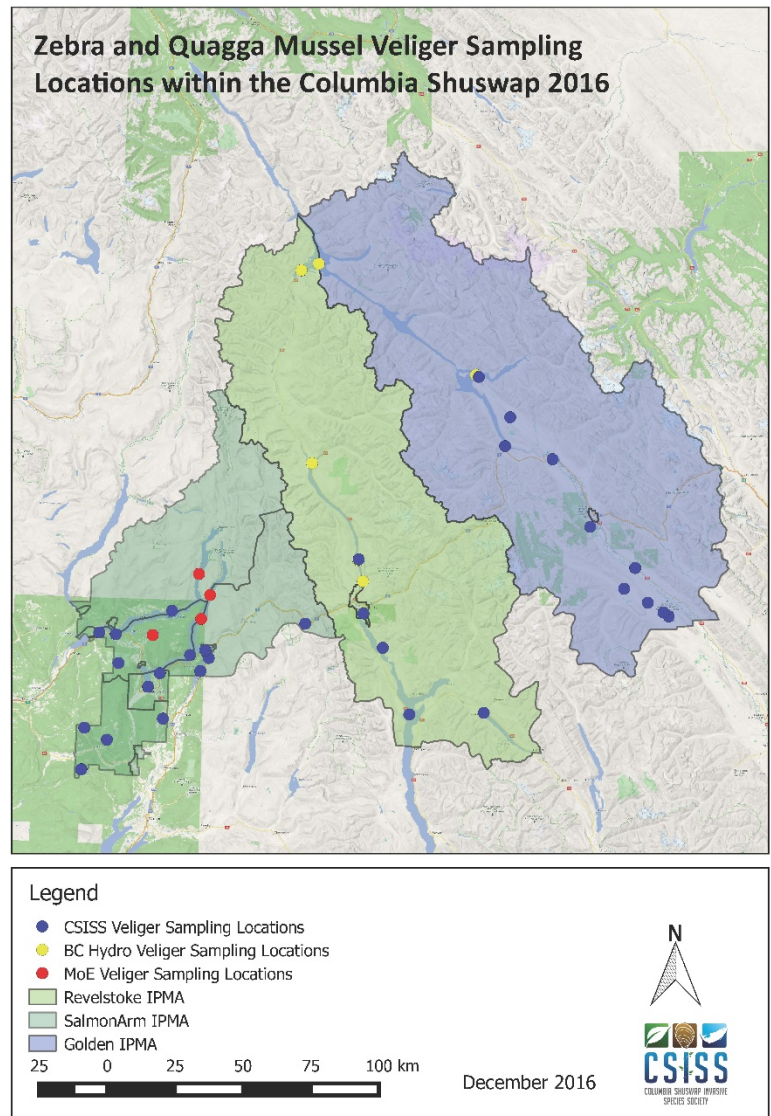 Zebra and Quagga Mussel Veliger Sampling
Locations within the Columbia Shuswap 2016
Legend
CSISS Veliger Sampling Locations
BC Hydro Veliger Sampling Locations
MoE Veliger Sampling Locations
Revelstoke IPMA
SalmonArm IPMA
Golden IPMA
25 0 25 50 75 100 km
December 2016
N
CSISS
COLUMBIA SHUSWAP INVASIVE
SPECIES SOCIETY